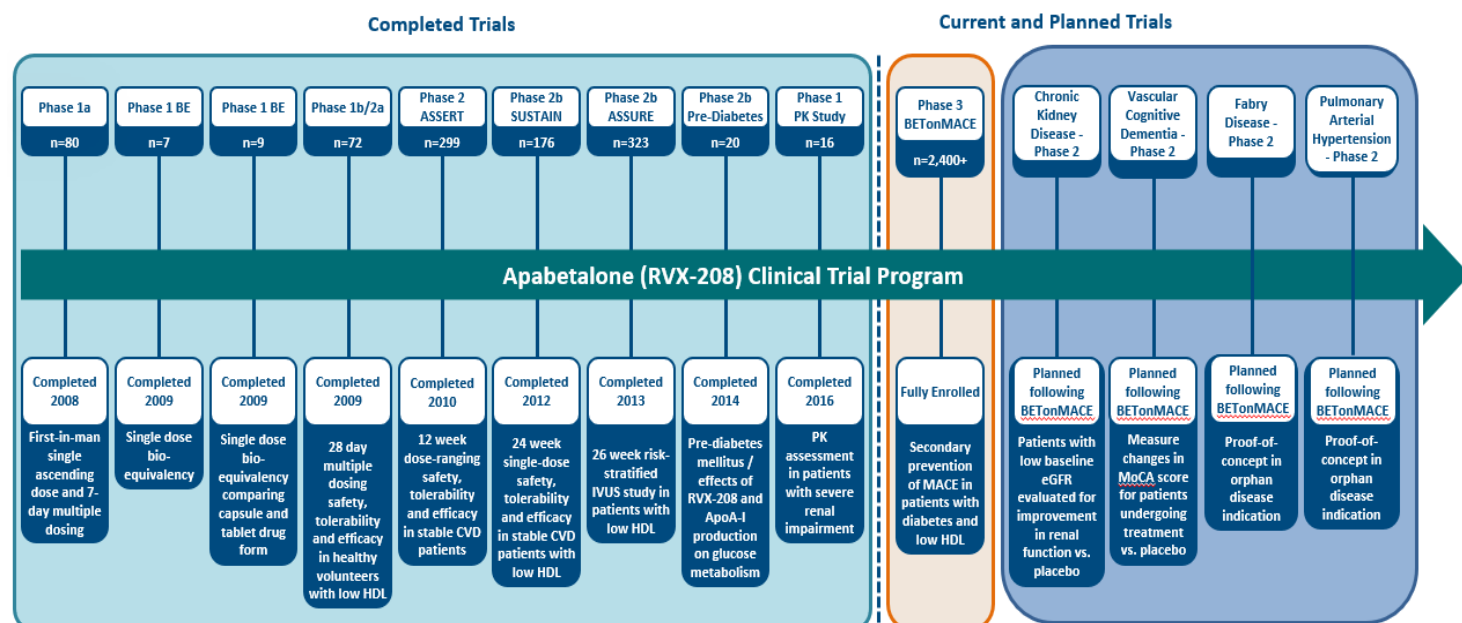 Completed Trials
Current and Planned Trials
Phase 1a
n=80
Phase 1 BE
n=7
Phase 1 BE
n=9
Phase 1b/2a
n=72
Phase 2
ASSERT
n=299
Phase 2b
SUSTAIN
n=176
Phase 2b
ASSURE
n=323
Phase 2b
Pre-Diabetes
n=20
Phase 1
PK Study
n=16
Phase 3
BETonMACE
n=2,400+
Chronic
Kidney
Disease -
Phase 2
Vascular
Cognitive
Dementia -
Phase 2
Fabry
Disease -
Phase 2
Pulmonary
Arterial
Hypertension
- Phase 2
Apabetalone (RVX-208) Clinical Trial Program
Completed
2008
First-in-man
single
ascending
dose and 7-
day multiple
dosing
Completed
2009
Single dose
bio-
equivalency
Completed
2009
Single dose
bio-
equivalency
comparing
capsule and
tablet drug
form
Completed
2009
28 day
multiple
dosing
safety,
tolerability
and efficacy
in healthy
volunteers
with low HDL
Completed
2010
12 week
dose-ranging
safety,
tolerability
and efficacy
in stable CVD
patients
Completed
2012
24 week
single-dose
safety,
tolerability
and efficacy
in stable CVD
patients with
low HDL
Completed
2013
26 week risk-
stratified
IVUS study in
patients with
low HDL
Completed
2014
Pre-diabetes
mellitus /
effects of
RVX-208 and
ApoA-I
production
on glucose
metabolism
Completed
2016
PK
assessment
in patients
with severe
renal
impairment
Fully Enrolled
Secondary
prevention
of MACE in
patients with
diabetes and
low HDL
Planned
following
BETonMACE
Patients with
low baseline
eGFR
evaluated for
improvement
in renal
function vs.
placebo
Planned
following
BETonMACE
Measure
changes in
MoCA score
for patients
undergoing
treatment
vs. placebo
Planned
following
BETonMACE
Proof-of-
concept in
orphan
disease
indication
Planned
following
BETonMACE
Proof-of-
concept in
orphan
disease
indication